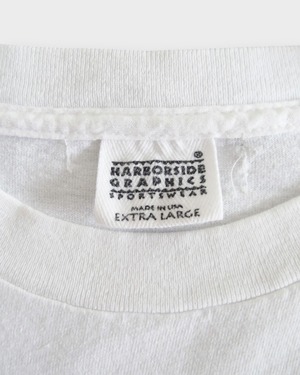 ®
HARBORSIDE
GRAPHICS
SPORTSWEAR
MADE IN USA
EXTRA LARGE